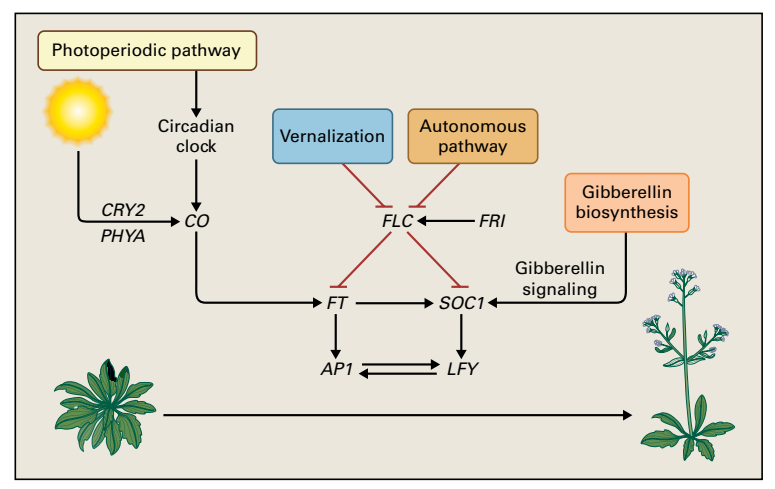 Photoperiodic pathway
Circadian
clock
Vernalization
Autonomous
pathway
Gibberellin
biosynthesis
CRY2
PHYA
CO
FLC
FRI
Gibberellin
signaling
FT
SOC1
AP1
LFY